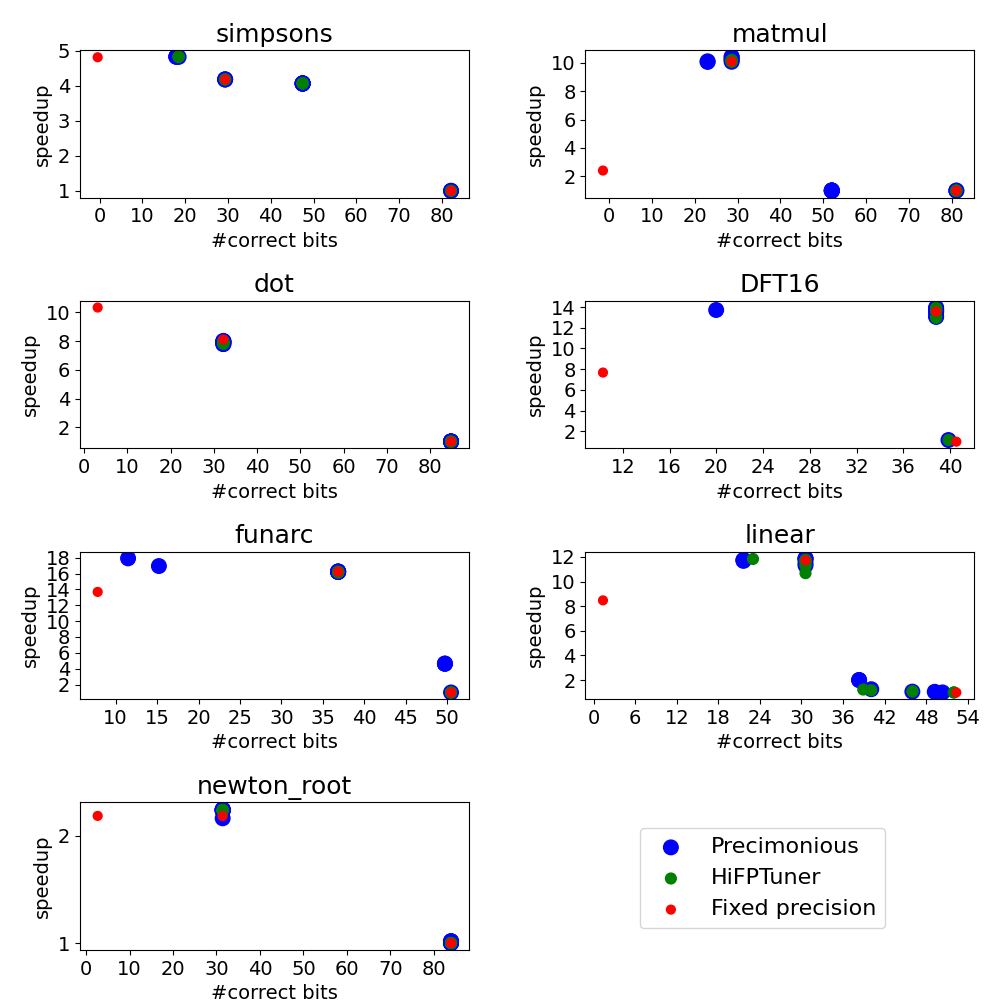 simpsons
5
4
3
2
1
speedup
0 10 20 30 40 50 60 70 80
#correct bits
matmul
10
8
6
4
2
speedup
0 10 20 30 40 50 60 70 80
#correct bits
dot
10
8
6
4
2
speedup
0 10 20 30 40 50 60 70 80
#correct bits
DFT16
14
12
10
8
6
4
2
speedup
12 16 20 24 28 32 36 40
#correct bits
funarc
18
16
14
12
10
8
6
4
2
speedup
10 15 20 25 30 35 40 45 50
#correct bits
linear
12
10
8
6
4
2
speedup
0 6 12 18 24 30 36 42 48 54
#correct bits
newton_root
2
1
speedup
0 10 20 30 40 50 60 70 80
#correct bits
Precimonious
HiFPTuner
Fixed precision